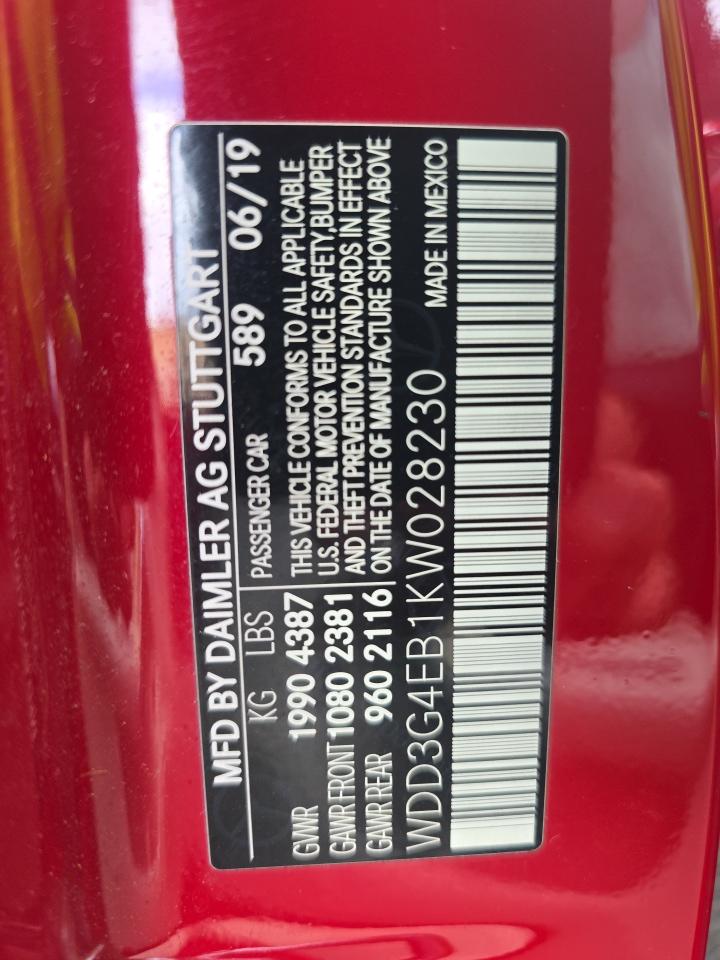 MFD BY DAIMLER AG STUTTGART
KG LBS PASSENGER CAR 589 06/19
GVWR 1990 4387 THIS VEHICLE CONFORMS TO ALL APPLICABLE
GAWR FRONT 1080 2381 U.S. FEDERAL MOTOR VEHICLE SAFETY,BUMPER
AND THEFT PREVENTION STANDARDS IN EFFECT
GAWR REAR 960 2116 ON THE DATE OF MANUFACTURE SHOWN ABOVE
WDD3G4EB1KW028230 MADE IN MEXICO